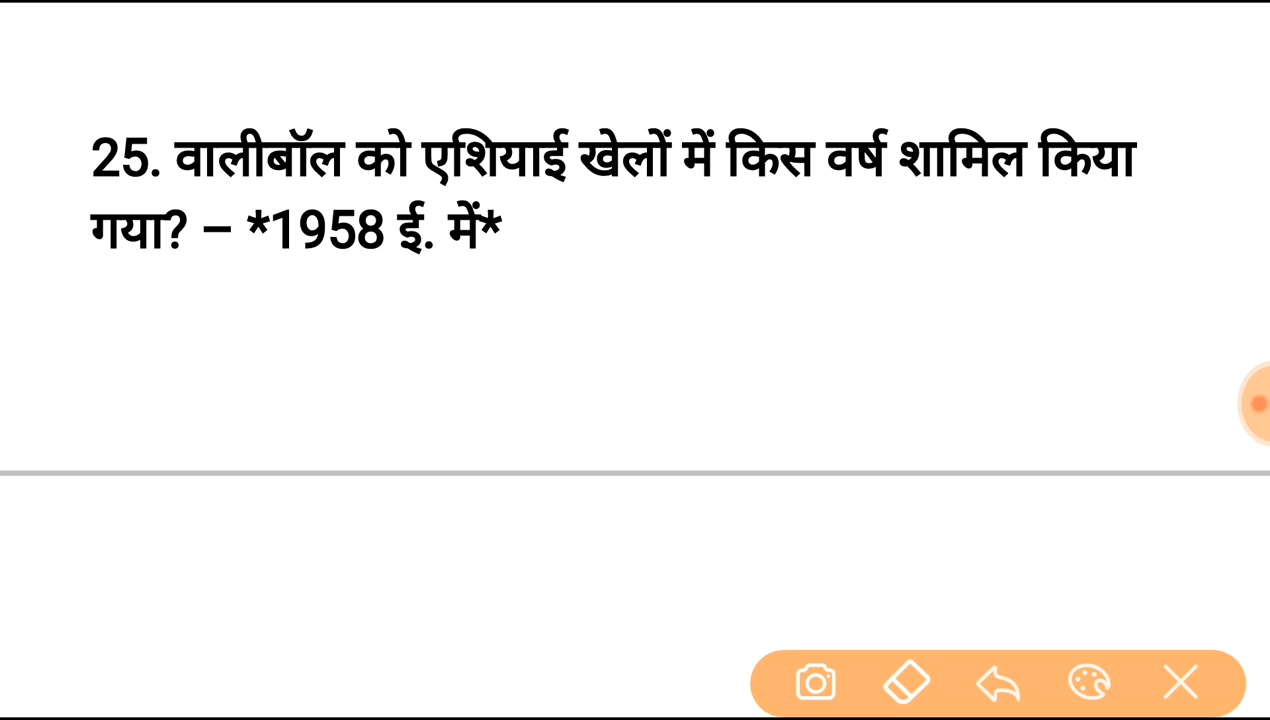 25. वालीबॉल को एशियाई खेलों में किस वर्ष शामिल किया
गया? – *1958 ई. में*